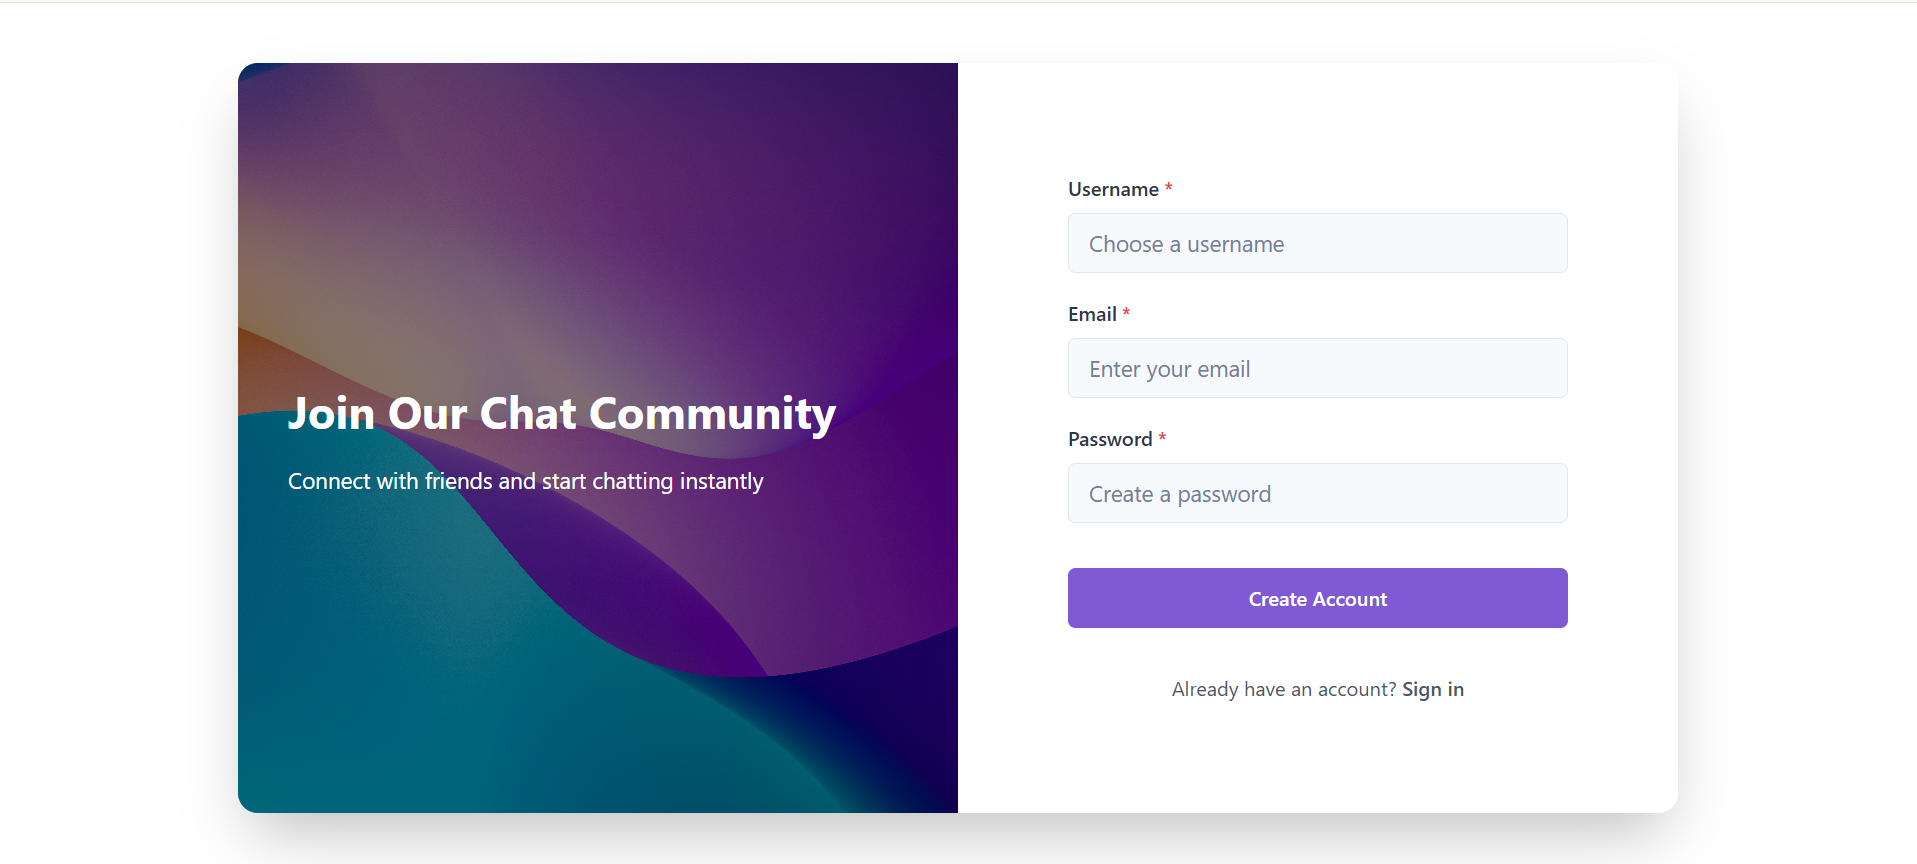 Join Our Chat Community
Connect with friends and start chatting instantly
Username *
Choose a username
Email *
Enter your email
Password *
Create a password
Create Account
Already have an account? Sign in